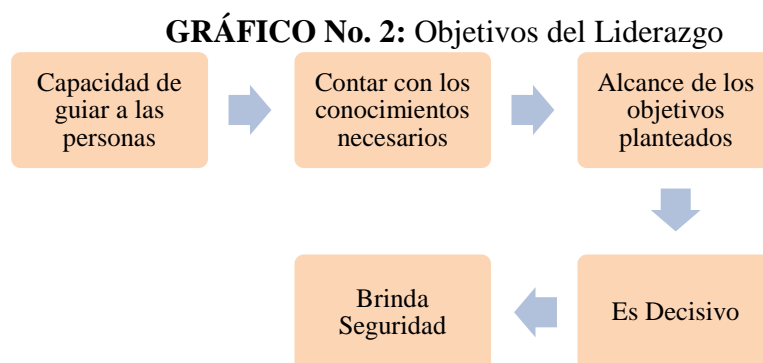 GRÁFICO No. 2: Objetivos del Liderazgo
Capacidad de
guiar a las
personas
Contar con los
conocimientos
necesarios
Alcance de los
objetivos
planteados
Es Decisivo
Brinda
Seguridad